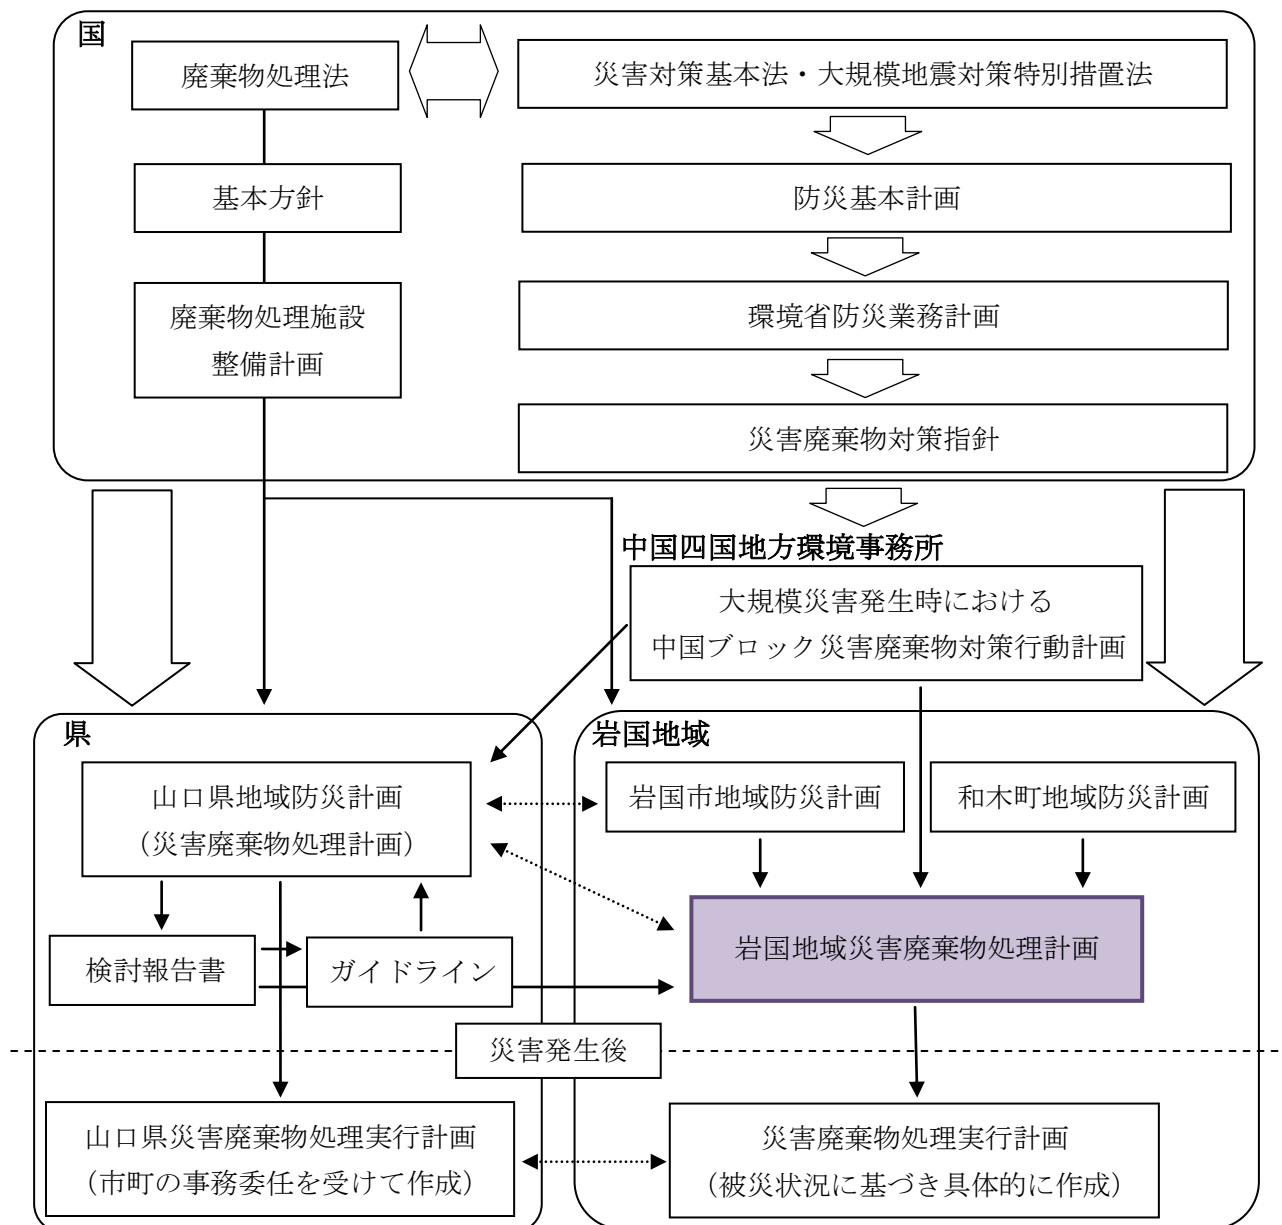 国
廃棄物処理法
災害対策基本法・大規模地震対策特別措置法
基本方針
防災基本計画
廃棄物処理施設
整備計画
環境省防災業務計画
災害廃棄物対策指針
中国四国地方環境事務所
大規模災害発生時における
中国ブロック災害廃棄物対策行動計画
県
岩国地域
山口県地域防災計画
（災害廃棄物処理計画）
岩国市地域防災計画
和木町地域防災計画
検討報告書
ガイドライン
岩国地域災害廃棄物処理計画
災害発生後
山口県災害廃棄物処理実行計画
（市町の事務委任を受けて作成）
災害廃棄物処理実行計画
（被災状況に基づき具体的に作成）